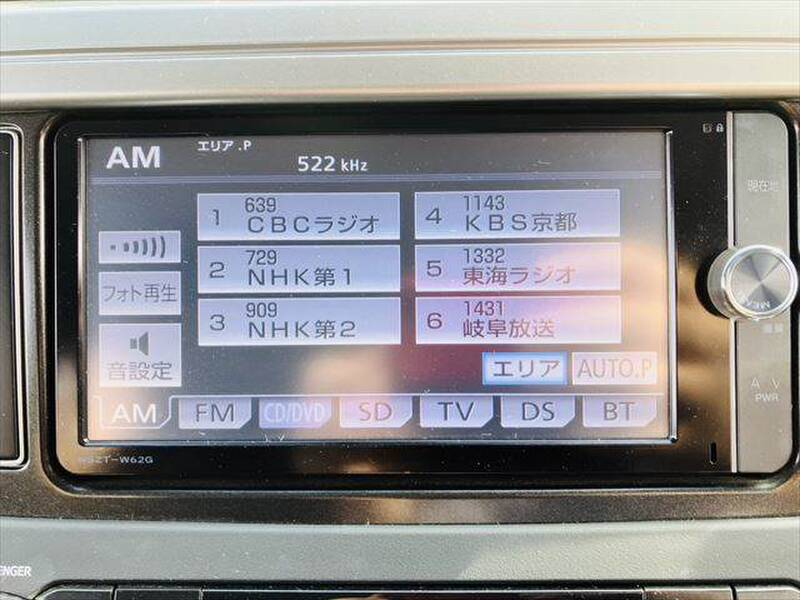 AM
エリア .P
522 kHz
1 639 CBCラジオ
4 1143 KBS京都
2 729 NHK第1
5 1332 東海ラジオ
3 909 NHK第2
6 1431 岐阜放送
フォト再生
音設定
エリア
AUTO.P
AM FM CD/DVD SD TV DS BT
NSZT-W62G
現在地
MENU
A V
PWR
ENGER